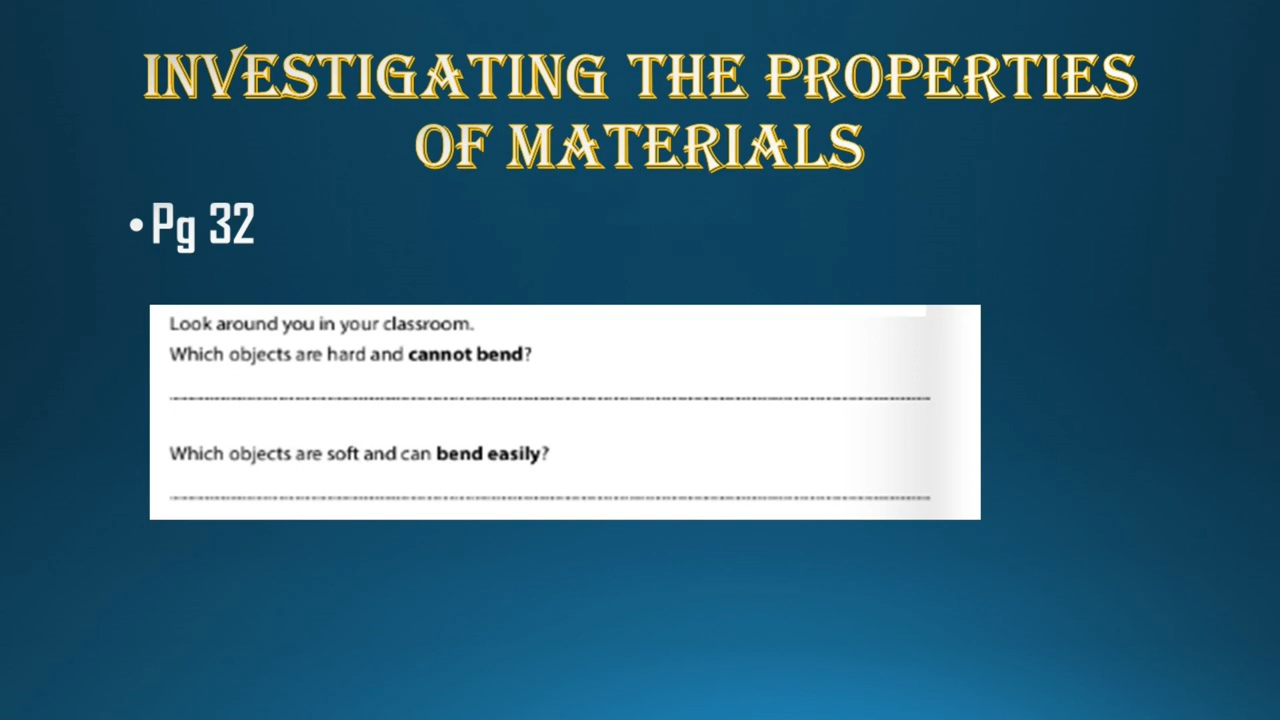 INVESTIGATING THE PROPERTIES
OF MATERIALS
• Pg 32
Look around you in your classroom.
Which objects are hard and cannot bend?
Which objects are soft and can bend easily?